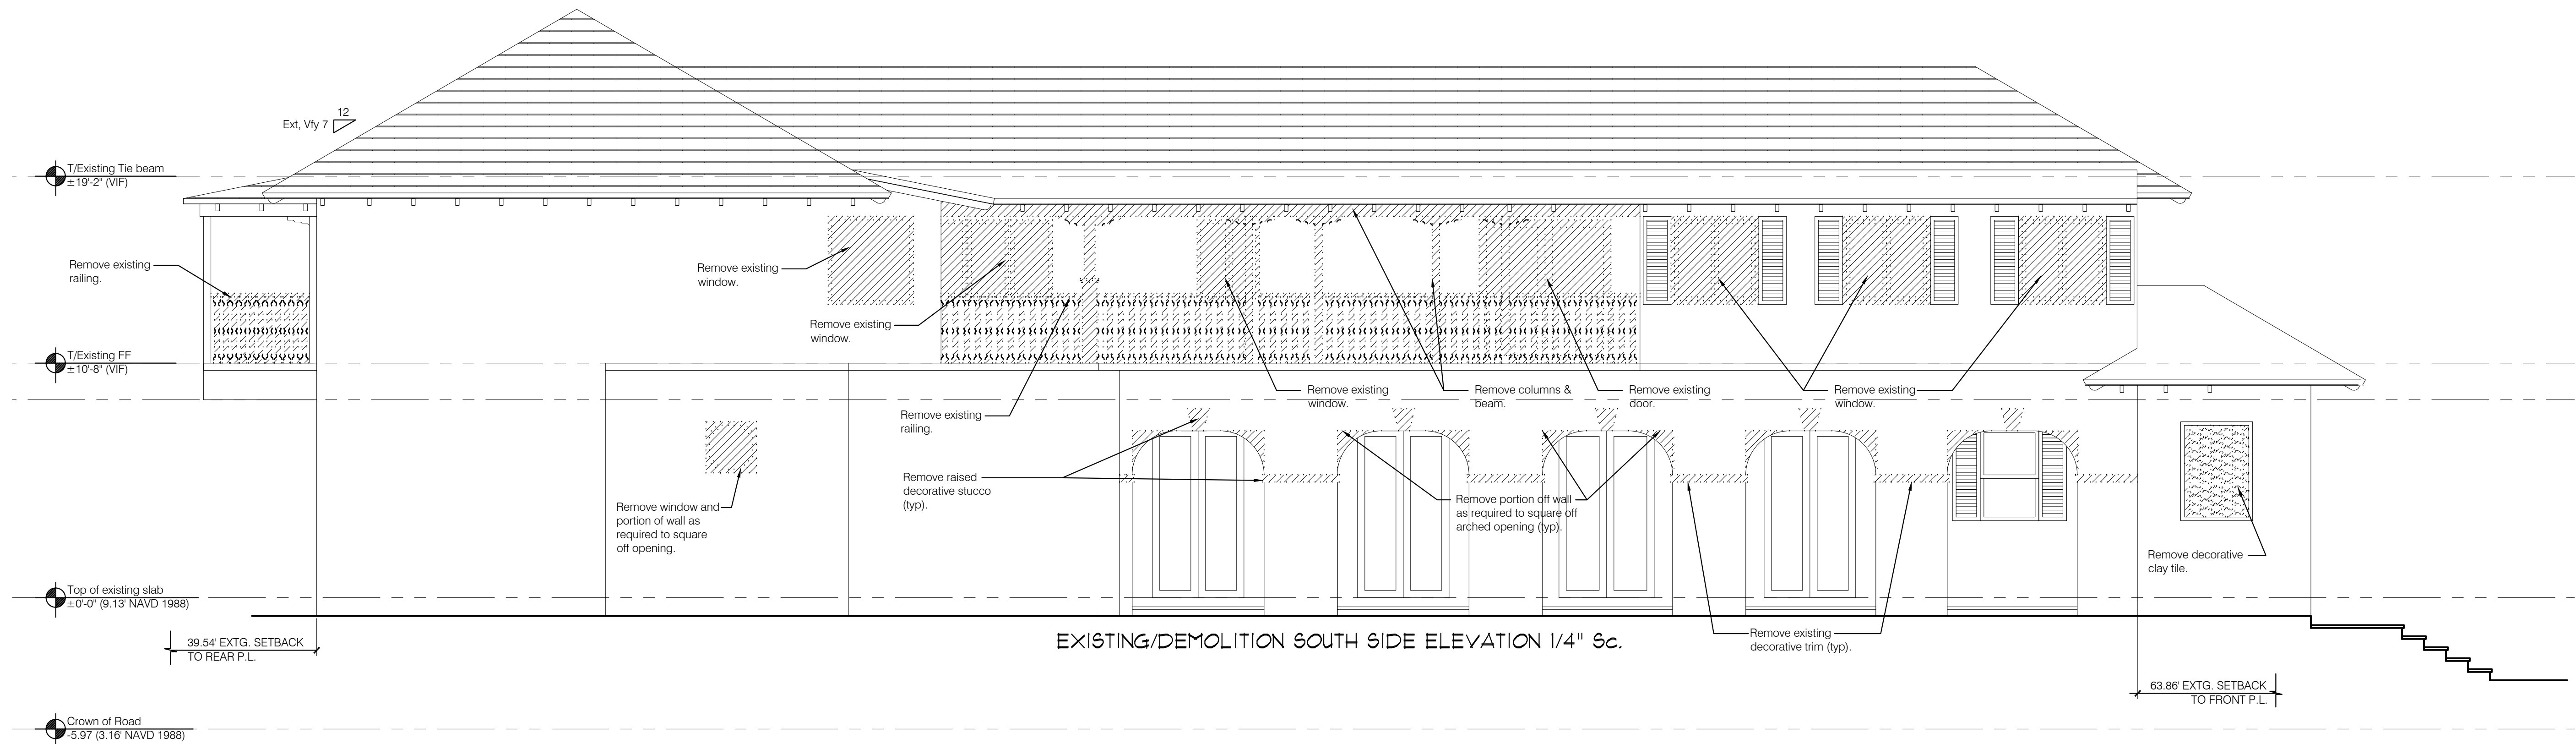 12
Ext, Vfy 7
T/Existing Tie beam
±19'-2" (VIF)
Remove existing
railing.
Remove existing
window.
Remove existing
window.
T/Existing FF
±10'-8" (VIF)
Remove existing
railing.
Remove existing
window.
Remove columns &
beam.
Remove existing
door.
Remove existing
window.
Remove raised
decorative stucco
(typ).
Remove window and
portion of wall as
required to square
off opening.
Remove portion off wall
as required to square off
arched opening (typ).
Remove decorative
clay tile.
Top of existing slab
±0'-0" (9.13' NAVD 1988)
39.54' EXTG. SETBACK
TO REAR P.L.
EXISTING/DEMOLITION SOUTH SIDE ELEVATION 1/4" Sc.
Remove existing
decorative trim (typ).
63.86' EXTG. SETBACK
TO FRONT P.L.
Crown of Road
-5.97 (3.16' NAVD 1988)